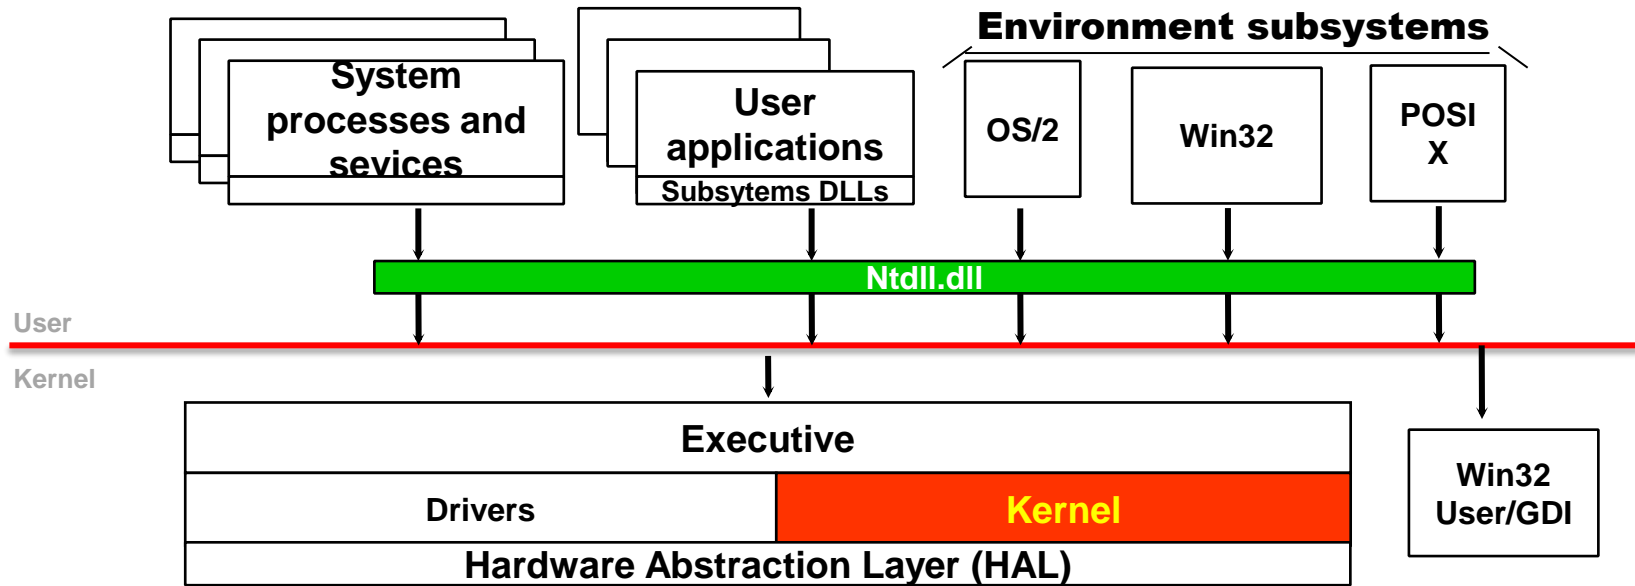 Environment subsystems
System
processes and
sevices
User
applications
Subsytems DLLs
OS/2
Win32
POSI
X
Ntdll.dll
User
Kernel
Executive
Drivers
Kernel
Hardware Abstraction Layer (HAL)
Win32
User/GDI